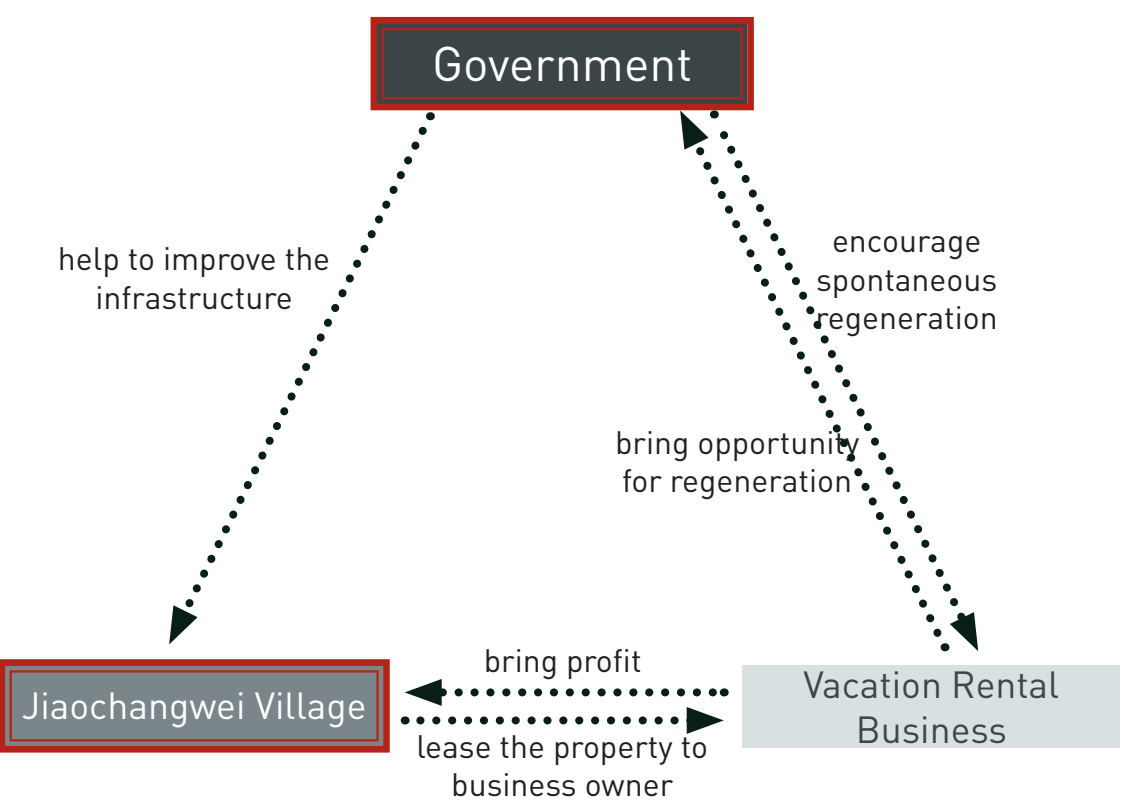 Government
help to improve the
infrastructure
encourage
spontaneous
regeneration
bring opportunity
for regeneration
bring profit
Jiaochangwei Village
Vacation Rental
Business
lease the property to
business owner